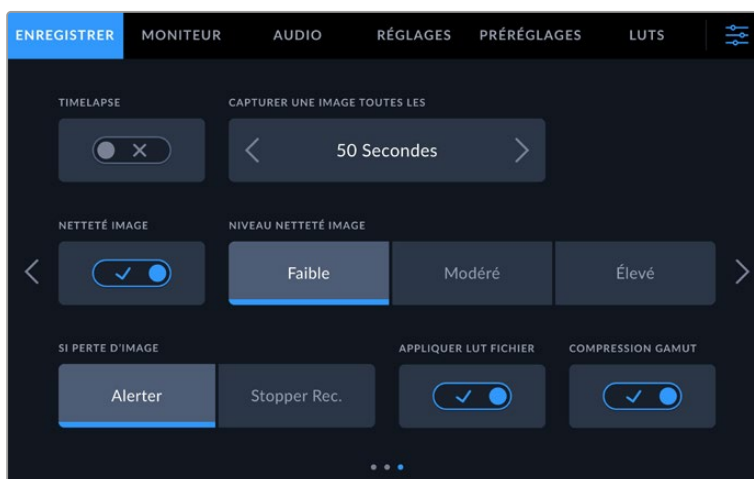 ENREGISTRER MONITEUR AUDIO RÉGLAGES PRÉRÉGLAGES LUTS
TIMELAPSE CAPTURER UNE IMAGE TOUTES LES
50 Secondes
NETTETÉ IMAGE NIVEAU NETTETÉ IMAGE
Faible Modéré Élevé
SI PERTE D'IMAGE APPLIQUER LUT FICHIER COMPRESSION GAMUT
Alerter Stopper Rec.